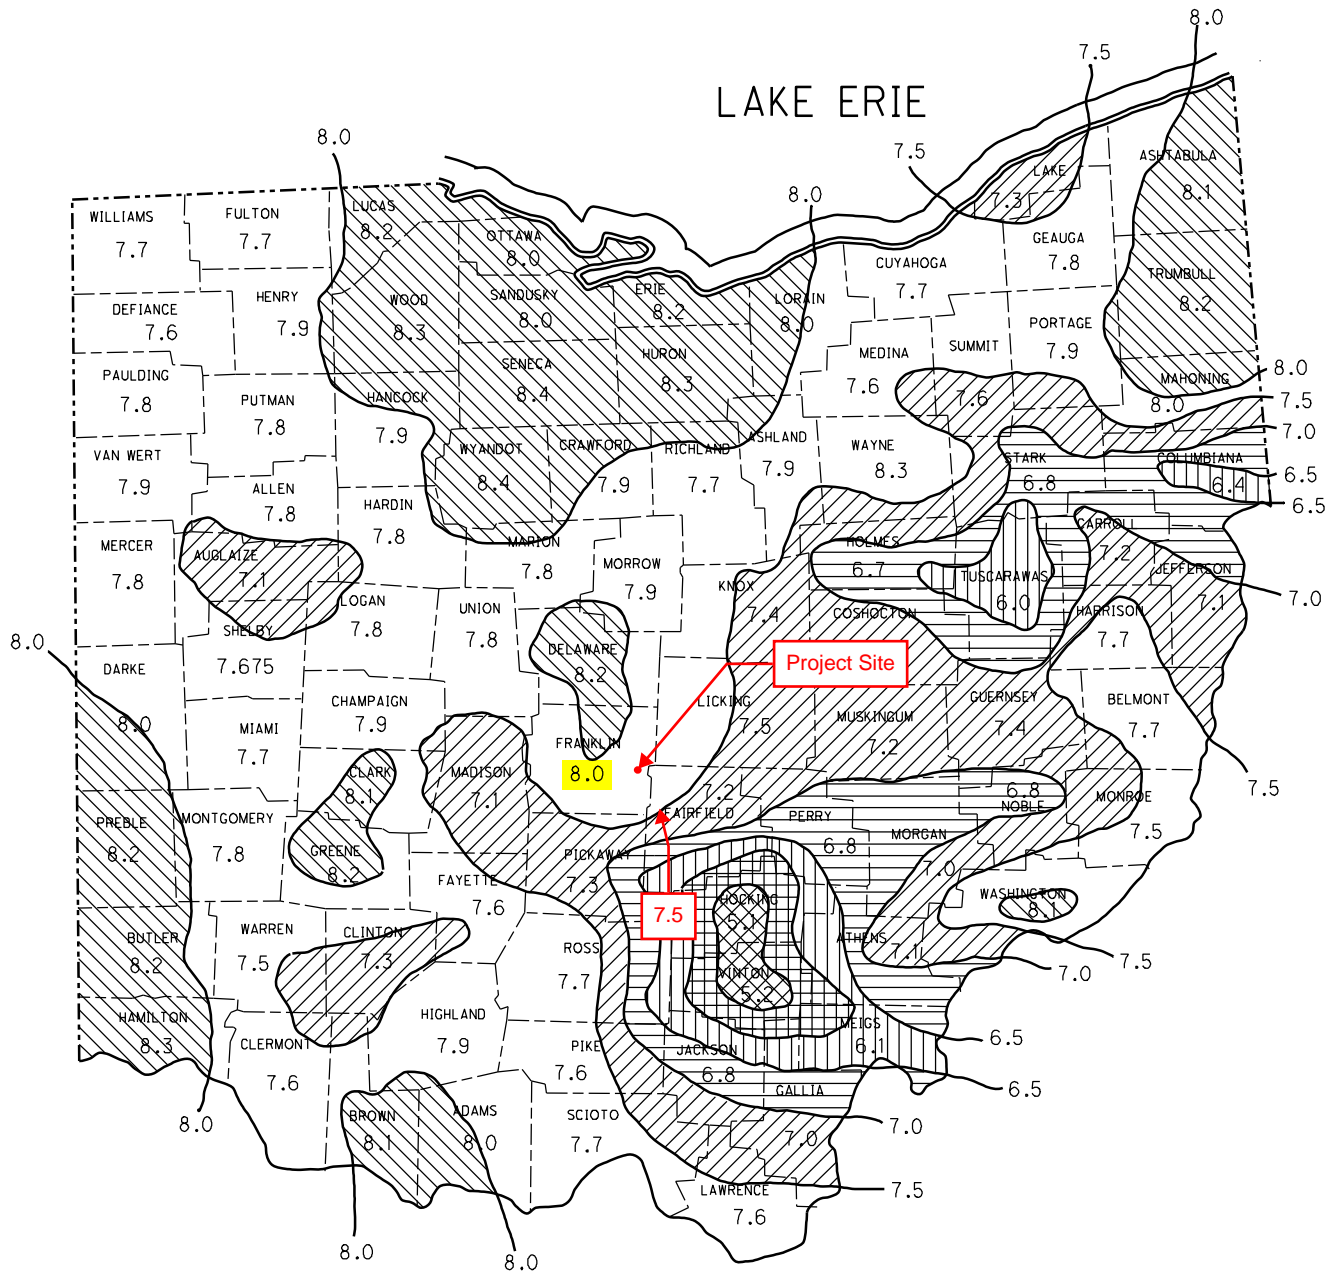 8.0
7.5
LAKE ERIE
8.0
7.5
8.0
ASHTABULA
8.1
LAKE
7.3
WILLIAMS
7.7
FULTON
7.7
LUCAS
8.2
OTTAWA
8.0
GEAUGA
7.8
CUYAHOGA
7.7
TRUMBULL
8.2
DEFIANCE
7.6
HENRY
7.9
WOOD
8.3
SANDUSKY
8.0
ERIE
8.2
LORAIN
8.0
PORTAGE
7.9
MEDINA
7.6
SUMMIT
7.6
PAULDING
7.8
PUTMAN
7.8
HANCOCK
7.9
SENECA
8.4
HURON
8.3
MAHONING
8.0
8.0
7.5
7.0
6.5
6.5
VAN WERT
7.9
ALLEN
7.8
HARDIN
7.8
WYANDOT
8.4
CRAWFORD
7.9
RICHLAND
7.7
ASHLAND
7.9
WAYNE
8.3
STARK
6.8
COLUMBIANA
6.4
MERCER
7.8
AUGLAIZE
7.1
MARION
7.8
MORROW
7.9
KNOX
7.4
HOLMES
6.7
TUSCARAWAS
6.0
CARROLL
7.2
JEFFERSON
7.1
7.0
LOGAN
7.8
UNION
7.8
COSHOCTON
HARRISON
7.7
SHELBY
7.675
8.0
DARKE
8.0
DELAWARE
8.2
Project Site
CHAMPAIGN
7.9
MIAMI
7.7
LICKING
7.5
MUSKINGUM
7.2
GUERNSEY
7.4
BELMONT
7.7
FRANKLIN
8.0
CLARK
8.1
MADISON
7.1
7.2
FAIRFIELD
PERRY
6.8
6.8
NOBLE
MONROE
7.5
7.5
PREBLE
8.2
MONTGOMERY
7.8
GREENE
8.2
PICKAWAY
7.3
MORGAN
7.0
FAYETTE
7.6
WASHINGTON
8.1
HOCKING
5.1
7.5
BUTLER
8.2
WARREN
7.5
CLINTON
7.3
ROSS
7.7
ATHENS
7.1
7.5
7.0
VINTON
5.2
HAMILTON
8.3
CLERMONT
7.6
HIGHLAND
7.9
PIKE
7.6
JACKSON
6.8
MEIGS
6.1
6.5
6.5
GALLIA
7.0
7.0
8.0
BROWN
8.1
ADAMS
8.0
SCIOTO
7.7
LAWRENCE
7.6
7.5
8.0
8.0